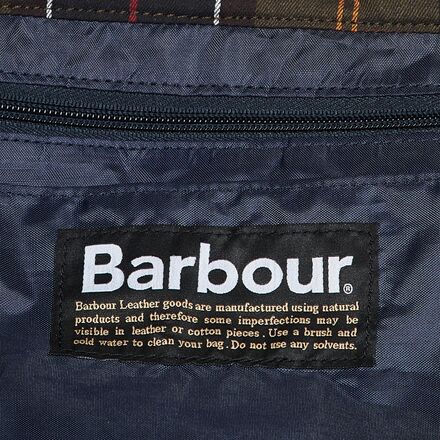 Barbour®
Barbour Leather goods are manufactured using natural
products and therefore some imperfections may be
visible in leather or cotton pieces. Use a brush and
cold water to clean your bag. Do not use any solvents.